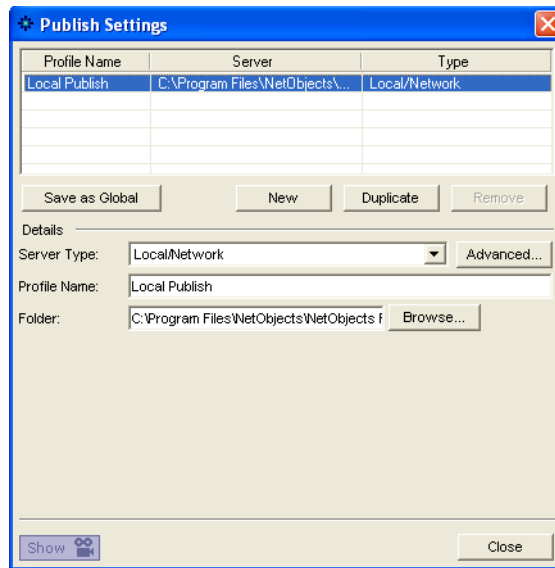 Publish Settings
Profile Name Server Type
Local Publish C:\Program Files\NetObjects\... Local/Network
Save as Global New Duplicate Remove
Details
Server Type: Local/Network Advanced...
Profile Name: Local Publish
Folder: C:\Program Files\NetObjects\NetObjects F Browse...
Show Close